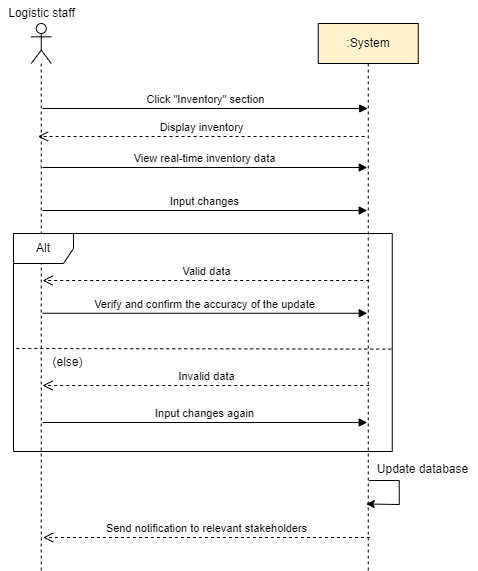 Logistic staff
:System
Click "Inventory" section
Display inventory
View real-time inventory data
Input changes
Alt
Valid data
Verify and confirm the accuracy of the update
(else)
Invalid data
Input changes again
Update database
Send notification to relevant stakeholders